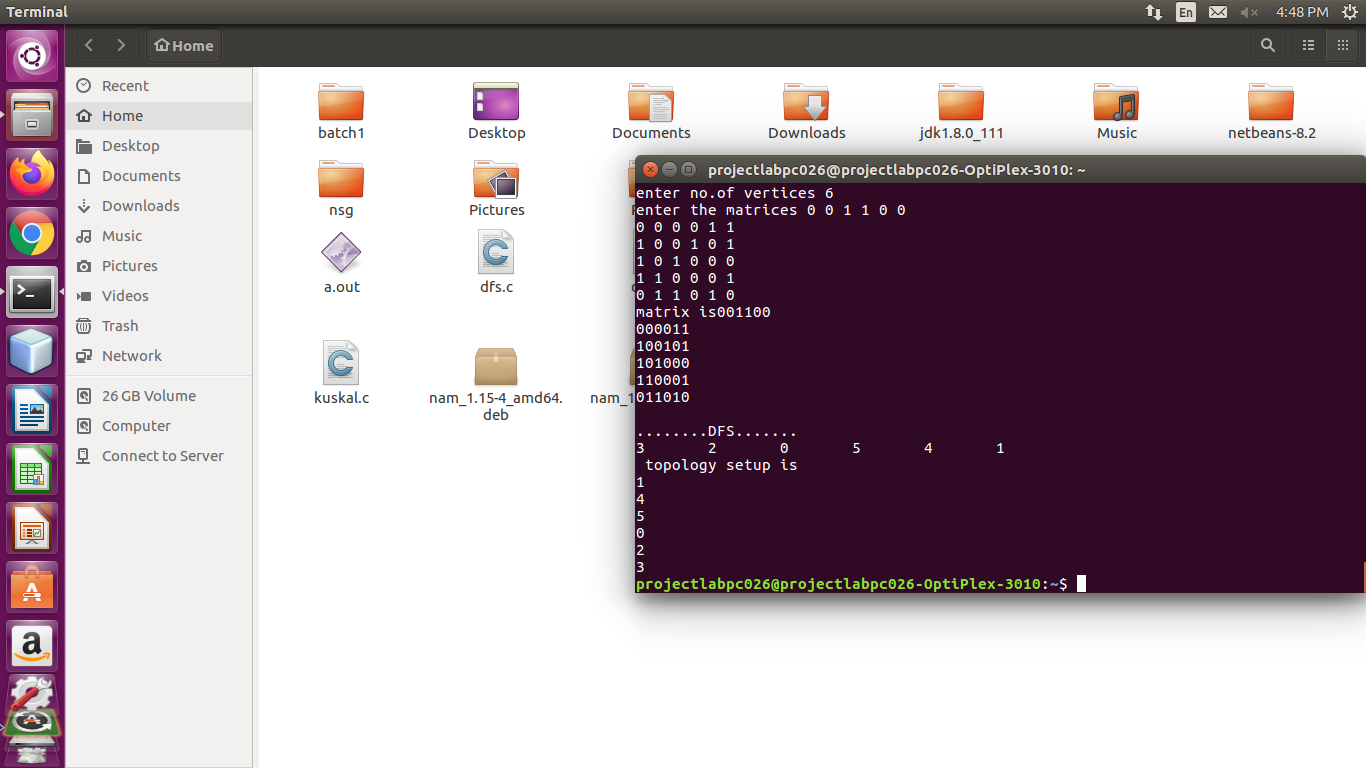 Terminal
En
4:48 PM
Home
Recent
Home
Desktop
Documents
Downloads
Music
Pictures
Videos
Trash
Network
26 GB Volume
Computer
Connect to Server
batch1
Desktop
Documents
Downloads
jdk1.8.0_111
Music
netbeans-8.2
nsg
Pictures
a.out
dfs.c
kuskal.c
nam_1.15-4_amd64.
deb
nam_1
projectlabpc026@projectlabpc026-OptiPlex-3010: ~
enter no.of vertices 6
enter the matrices 0 0 1 1 0 0
0 0 0 0 1 1
1 0 0 1 0 1
1 0 1 0 0 0
1 1 0 0 0 1
0 1 1 0 1 0
matrix is001100
000011
100101
101000
110001
011010
........DFS.......
3 2 0 5 4 1
topology setup is
1
4
5
0
2
3
projectlabpc026@projectlabpc026-OptiPlex-3010:~$